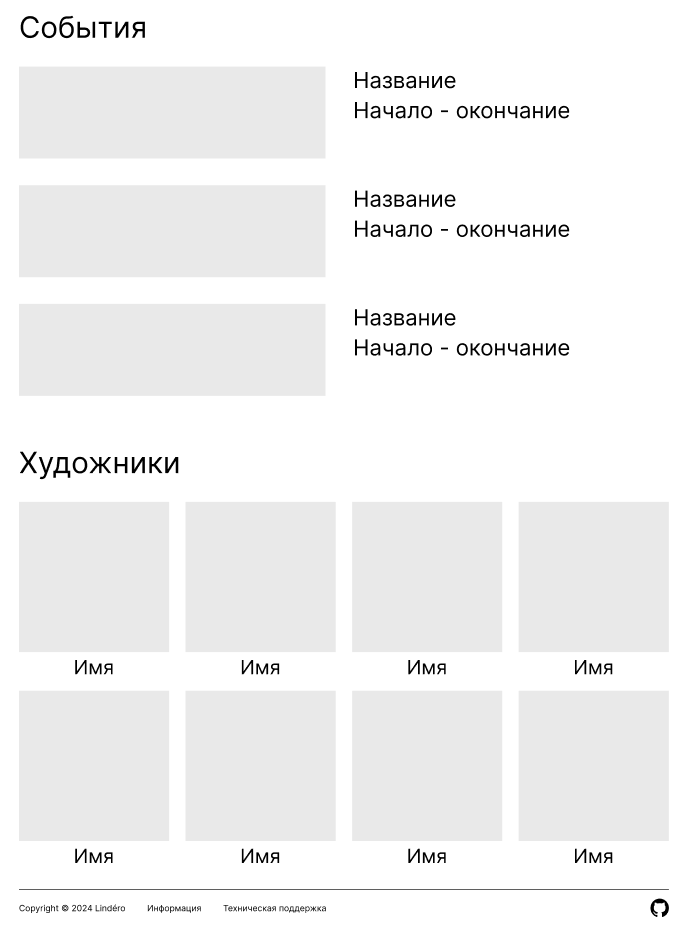 События
Название
Начало - окончание
Название
Начало - окончание
Название
Начало - окончание
Художники
Имя Имя Имя Имя
Имя Имя Имя Имя
Copyright © 2024 Lindéro Информация Техническая поддержка